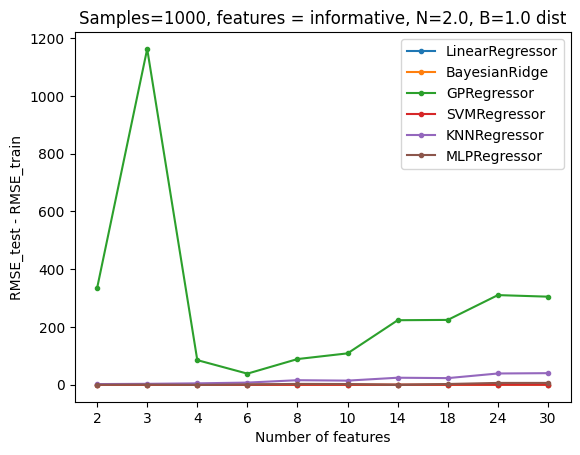 Samples=1000, features = informative, N=2.0, B=1.0 dist
1200
1000
800
600
400
200
0
RMSE_test - RMSE_train
LinearRegressor
BayesianRidge
GPRegressor
SVMRegressor
KNNRegressor
MLPRegressor
2 3 4 6 8 10 14 18 24 30
Number of features